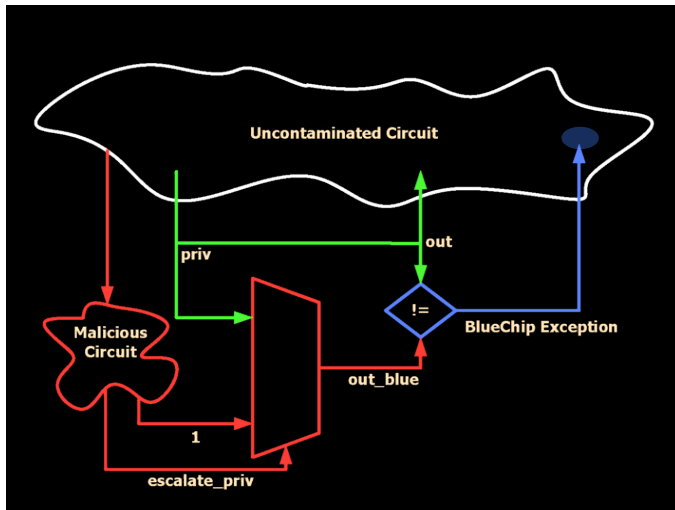 Uncontaminated Circuit
out
priv
!=
BlueChip Exception
Malicious
Circuit
out_blue
1
escalate_priv